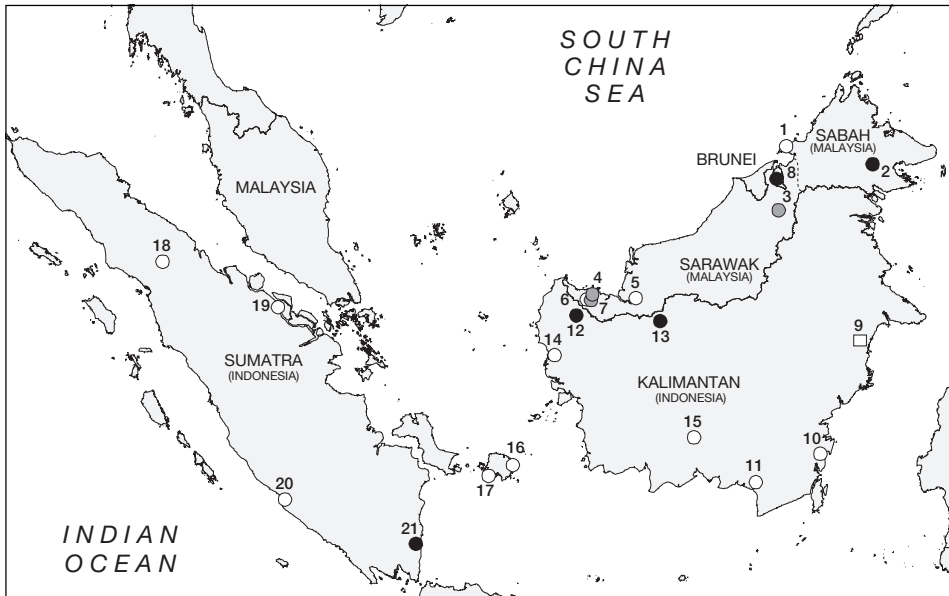 SOUTH
CHINA
SEA
1
SABAH
(MALAYSIA)
BRUNEI
2
8
MALAYSIA
3
18
SARAWAK
(MALAYSIA)
4
5
6
7
19
12
13
9
14
SUMATRA
(INDONESIA)
KALIMANTAN
(INDONESIA)
15
16
10
17
11
20
INDIAN
OCEAN
21